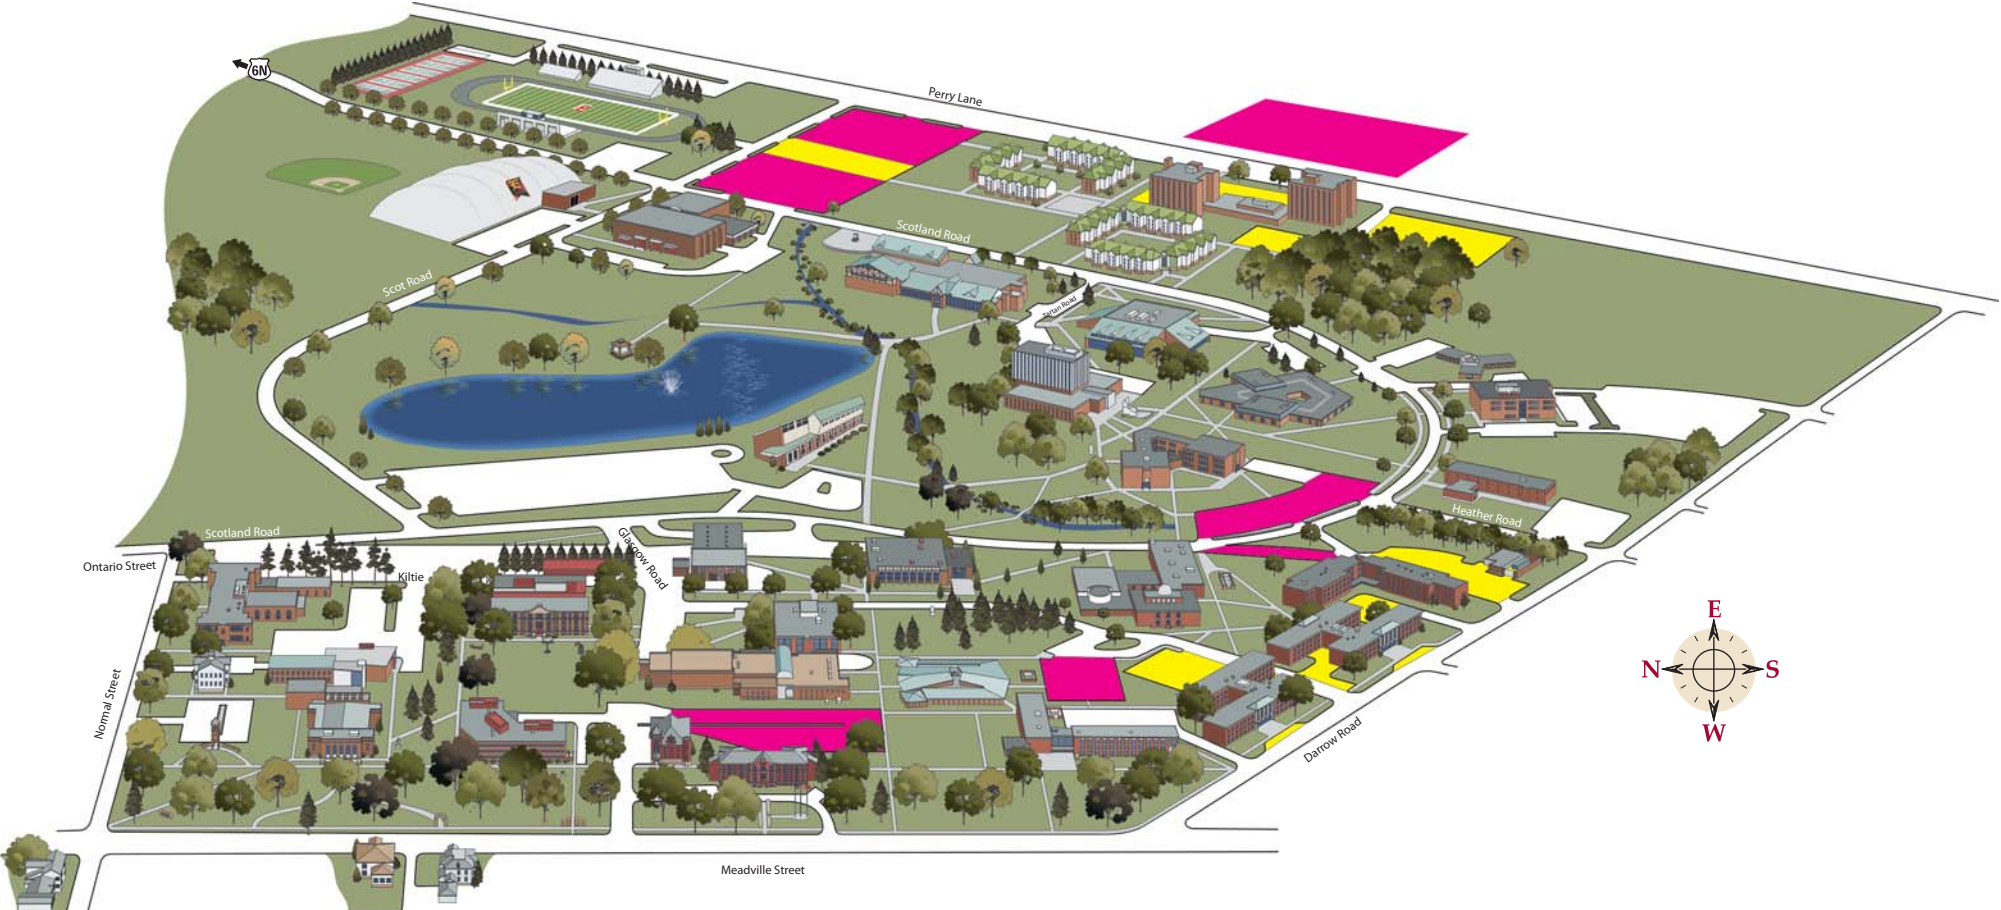 6N
Perry Lane
Scotland Road
Scot Road
Tartan Road
Scotland Road
Heather Road
Glasgow Road
Ontario Street
Kiltie
Normal Street
Darrow Road
Meadville Street
E
N S
W